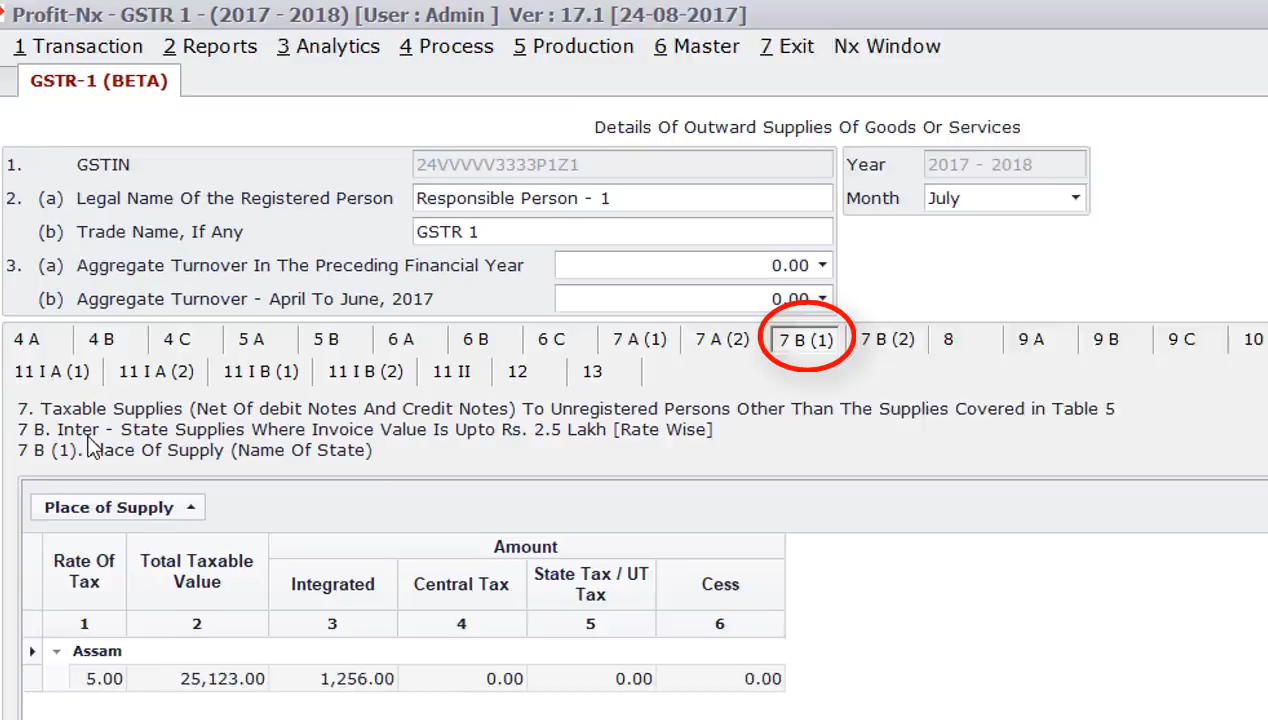 Profit-Nx - GSTR 1 - (2017 - 2018) [User : Admin ] Ver : 17.1 [24-08-2017]
1 Transaction 2 Reports 3 Analytics 4 Process 5 Production 6 Master 7 Exit Nx Window
GSTR-1 (BETA)
Details Of Outward Supplies Of Goods Or Services
1. GSTIN 24VVVVV3333P1Z1 Year 2017 - 2018
2. (a) Legal Name Of the Registered Person Responsible Person - 1 Month July
(b) Trade Name, If Any GSTR 1
3. (a) Aggregate Turnover In The Preceding Financial Year 0.00
(b) Aggregate Turnover - April To June, 2017 0.00
4 A 4 B 4 C 5 A 5 B 6 A 6 B 6 C 7 A (1) 7 A (2) 7 B (1) 7 B (2) 8 9 A 9 B 9 C 10
11 I A (1) 11 I A (2) 11 I B (1) 11 I B (2) 11 II 12 13
7. Taxable Supplies (Net Of debit Notes And Credit Notes) To Unregistered Persons Other Than The Supplies Covered in Table 5
7 B. Inter - State Supplies Where Invoice Value Is Upto Rs. 2.5 Lakh [Rate Wise]
7 B (1). Place Of Supply (Name Of State)
Place of Supply
Amount
Rate Of Tax Total Taxable Value Integrated Central Tax State Tax / UT Tax Cess
1 2 3 4 5 6
Assam
5.00 25,123.00 1,256.00 0.00 0.00 0.00